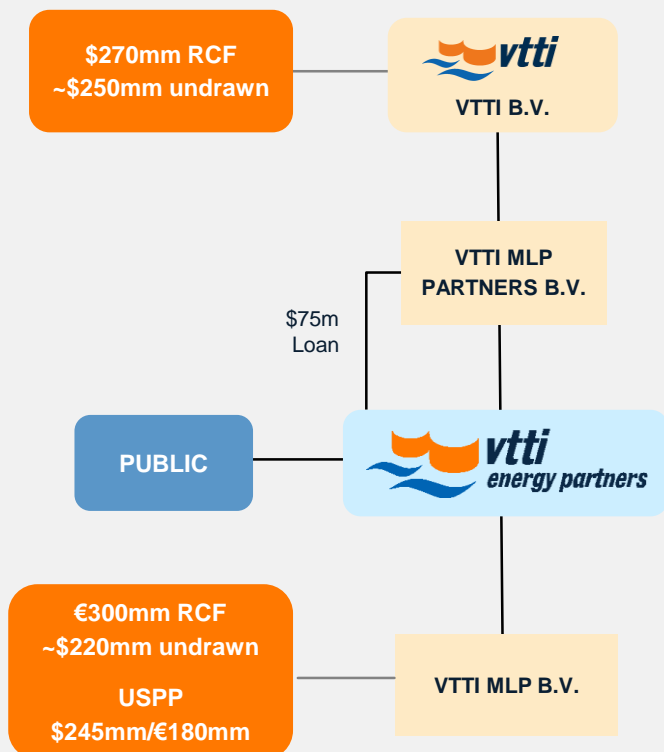 $270mm RCF
~$250mm undrawn
vtti
VTTI B.V.
VTTI MLP
PARTNERS B.V.
$75m
Loan
PUBLIC
vtti
energy partners
€300mm RCF
~$220mm undrawn
USPP
$245mm/€180mm
VTTI MLP B.V.